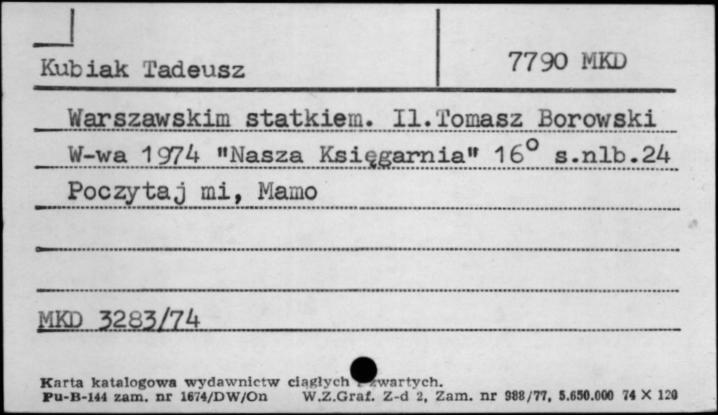 Kubiak Tadeusz
7790 MKD
Warszawskim statkiem. Il.Tomasz Borowski
W-wa 1974 "Nasza Księgarnia" 16° s.nlb.24
Poczytaj mi, Mamo
MKD 3283/74
Karta katalogowa wydawnictw ciągłych zwartych.
Pu-B-144 zam. nr 1674/DW/On W.Z.Graf. Z-d 2, Zam. nr 988/77, 5.650.000 74 X 120